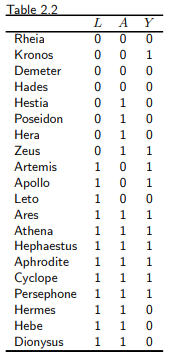 Table 2.2
L A Y
Rheia 0 0 0
Kronos 0 0 1
Demeter 0 0 0
Hades 0 0 0
Hestia 0 1 0
Poseidon 0 1 0
Hera 0 1 0
Zeus 0 1 1
Artemis 1 0 1
Apollo 1 0 1
Leto 1 0 0
Ares 1 1 1
Athena 1 1 1
Hephaestus 1 1 1
Aphrodite 1 1 1
Cyclope 1 1 1
Persephone 1 1 1
Hermes 1 1 0
Hebe 1 1 0
Dionysus 1 1 0